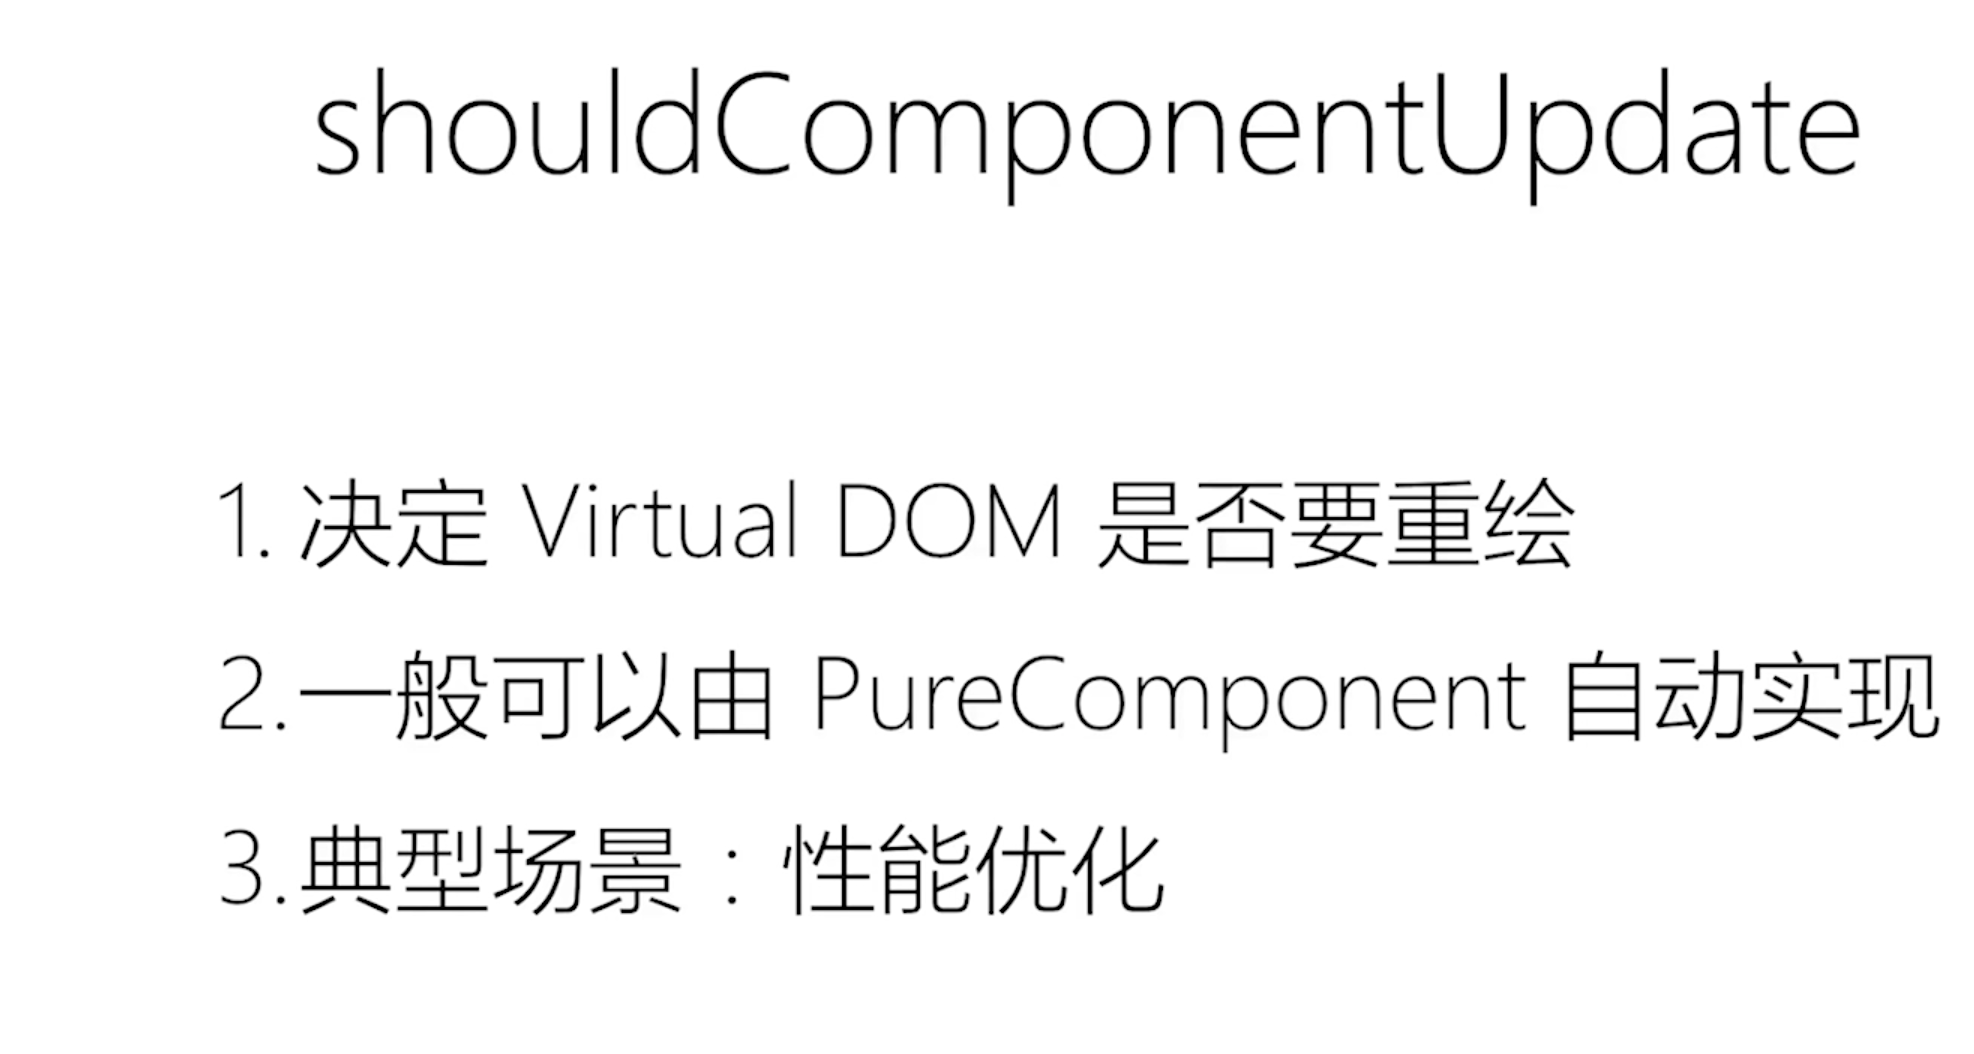 shouldComponentUpdate
1. 决定 Virtual DOM 是否要重绘
2. 一般可以由 PureComponent 自动实现
3. 典型场景：性能优化